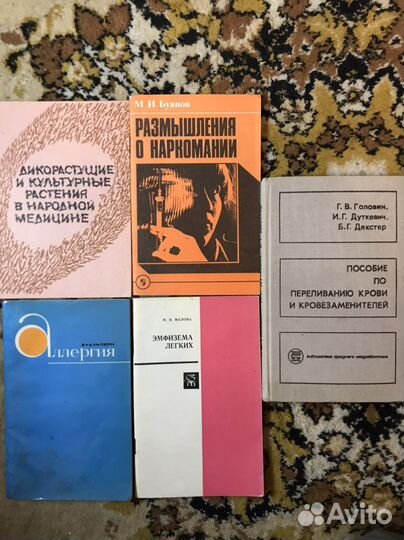 ДИКОРАСТУЩИЕ
И КУЛЬТУРНЫЕ
РАСТЕНИЯ
В НАРОДНОЙ
МЕДИЦИНЕ
М И Буянов
РАЗМЫШЛЕНИЯ
О НАРКОМАНИИ
Г. В. Головин,
И. Г. Дуткевич,
Б. Г. Декстер
ПОСОБИЕ
ПО
ПЕРЕЛИВАНИЮ КРОВИ
И КРОВЕЗАМЕНИТЕЛЕЙ
библиотека среднего медработника
Аллергия
ЭМФИЗЕМА
ЛЕГКИХ
Avito